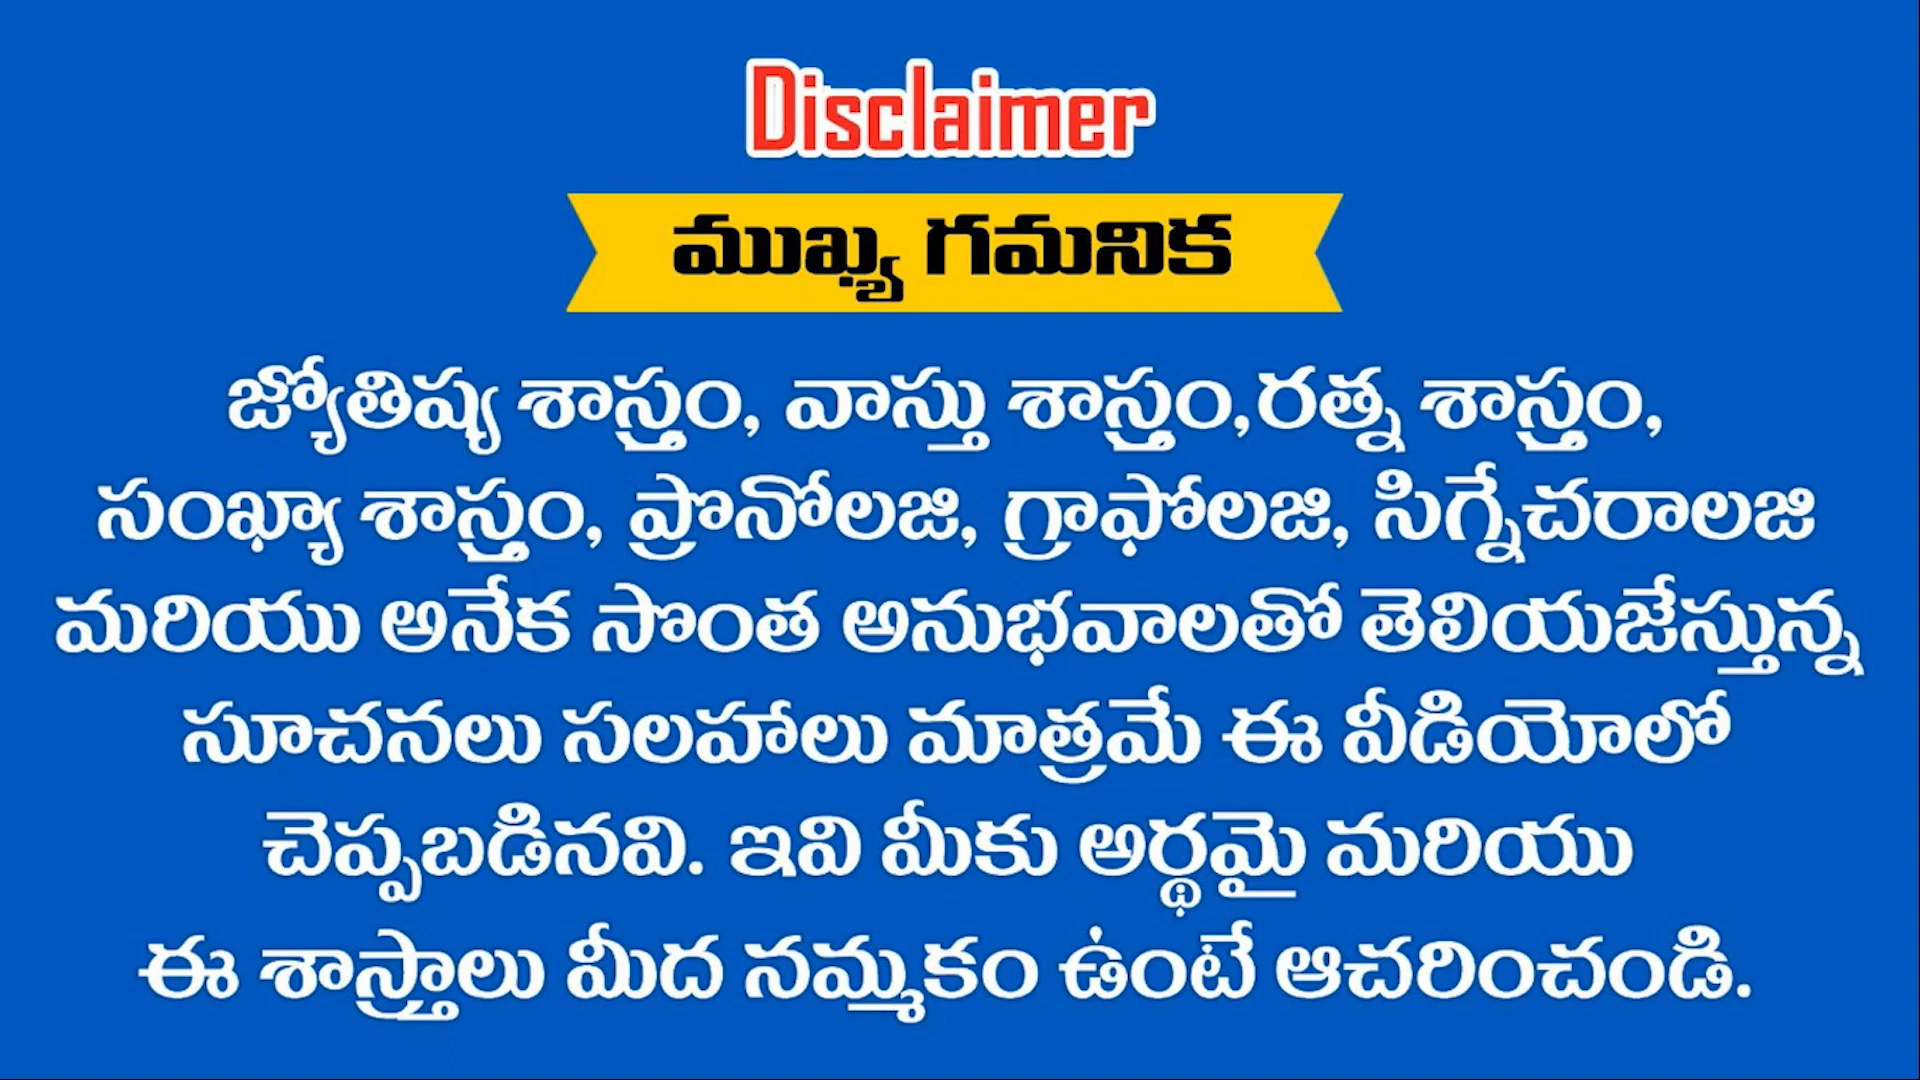 Disclaimer
ముఖ్య గమనిక
జ్యోతిష్య శాస్త్రం, వాస్తు శాస్త్రం,రత్న శాస్త్రం,
సంఖ్యా శాస్త్రం, ప్రొనోలజి, గ్రాఫోలజి, సిగ్నేచరాలజి
మరియు అనేక సొంత అనుభవాలతో తెలియజేస్తున్న
సూచనలు సలహాలు మాత్రమే ఈ వీడియోలో
చెప్పబడినవి. ఇవి మీకు అర్థమై మరియు
ఈ శాస్త్రాలు మీద నమ్మకం ఉంటే ఆచరించండి.